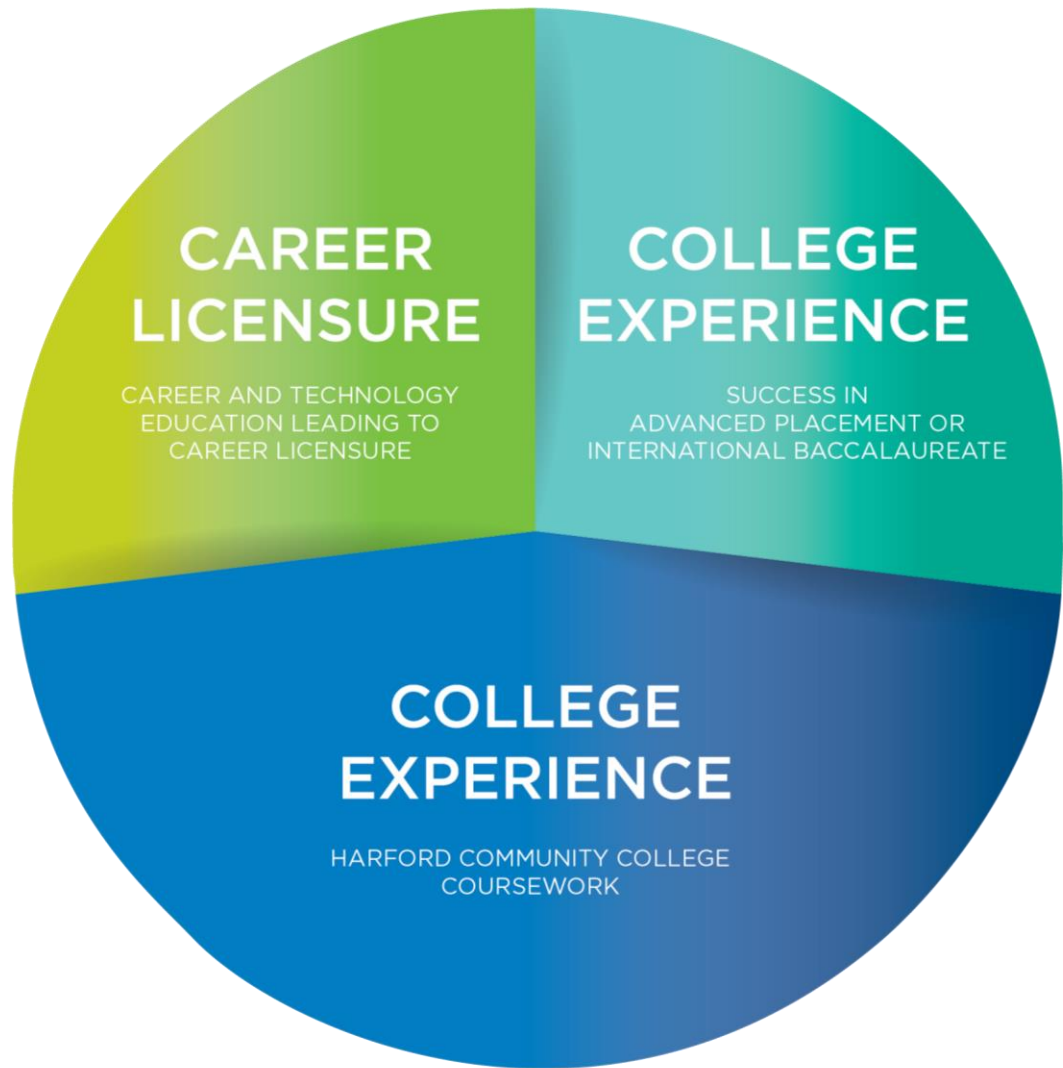 CAREER
LICENSURE
CAREER AND TECHNOLOGY
EDUCATION LEADING TO
CAREER LICENSURE
COLLEGE
EXPERIENCE
SUCCESS IN
ADVANCED PLACEMENT OR
INTERNATIONAL BACCALAUREATE
COLLEGE
EXPERIENCE
HARFORD COMMUNITY COLLEGE
COURSEWORK